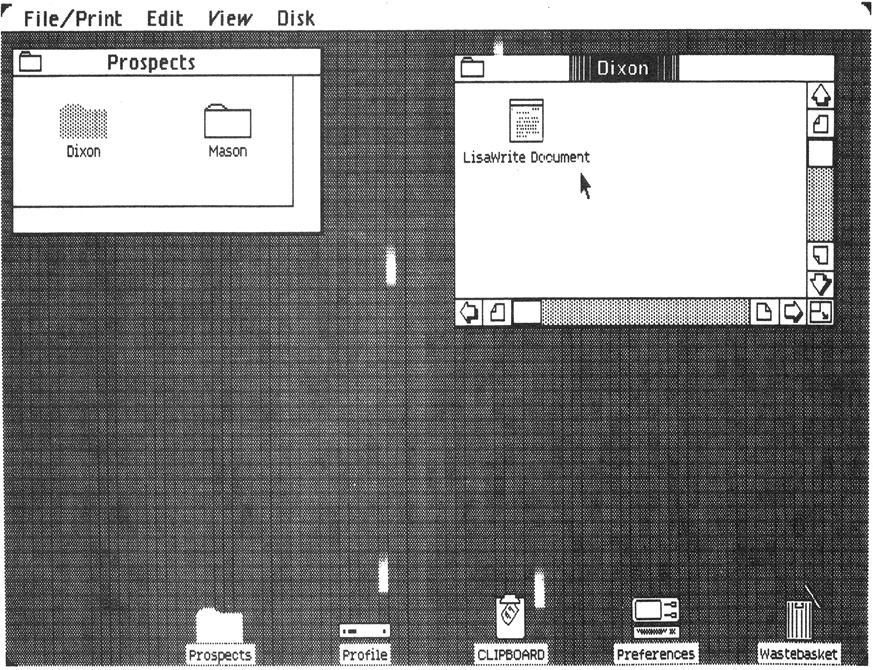 File/Print Edit View Disk
Prospects
Dixon
Dixon
Mason
LisaWrite Document
Prospects
Profile
CLIPBOARD
Preferences
Wastebasket